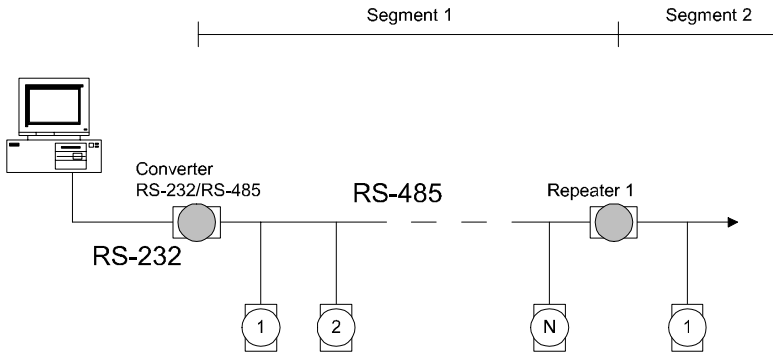 Segment 1
Segment 2
Converter
RS-232/RS-485
RS-485
Repeater 1
RS-232
1
2
N
1